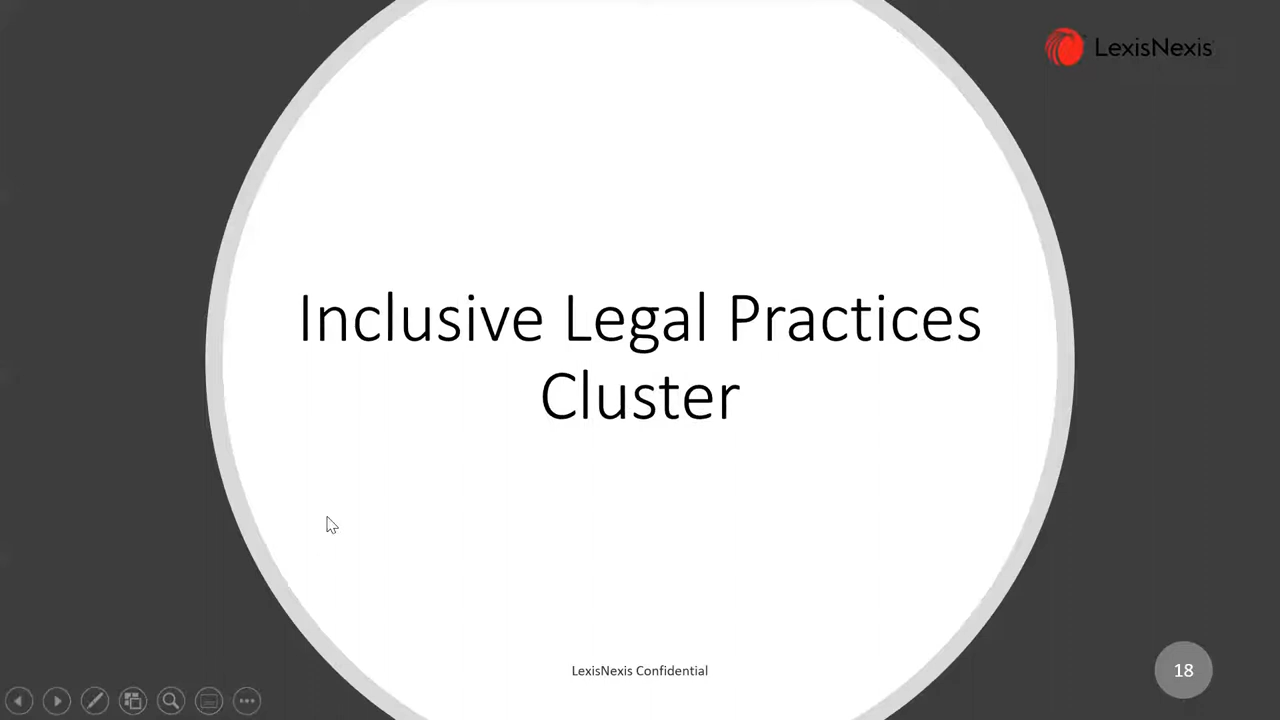 LexisNexis
Inclusive Legal Practices
Cluster
LexisNexis Confidential
18